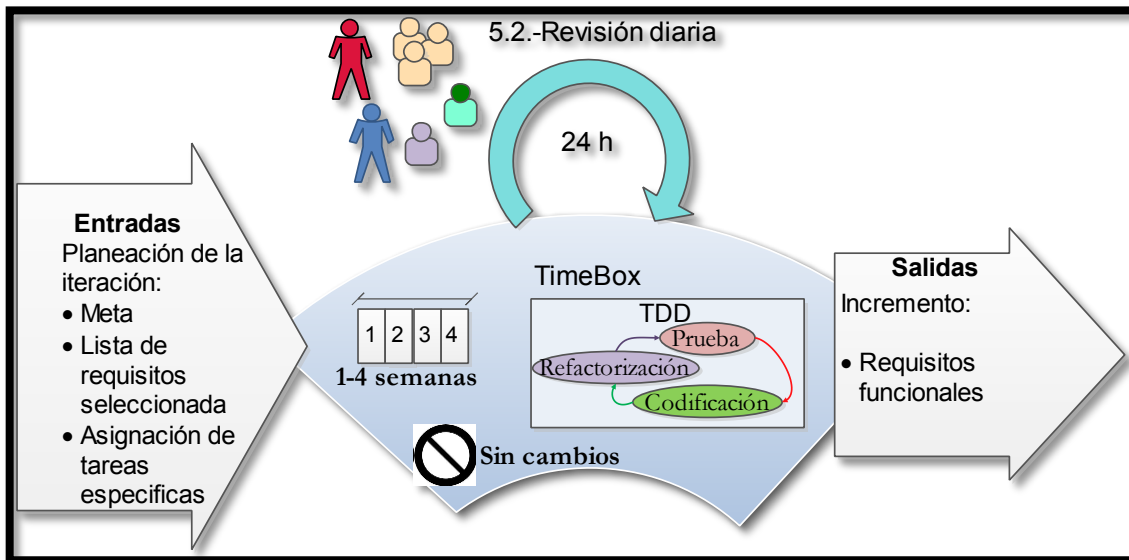 5.2.-Revisión diaria
24 h
Entradas
Planeación de la
iteración:
• Meta
• Lista de
requisitos
seleccionada
• Asignación de
tareas
especificas
TimeBox
1 2 3 4
1-4 semanas
TDD
Prueba
Refactorización
Codificación
Sin cambios
Salidas
Incremento:
• Requisitos
funcionales